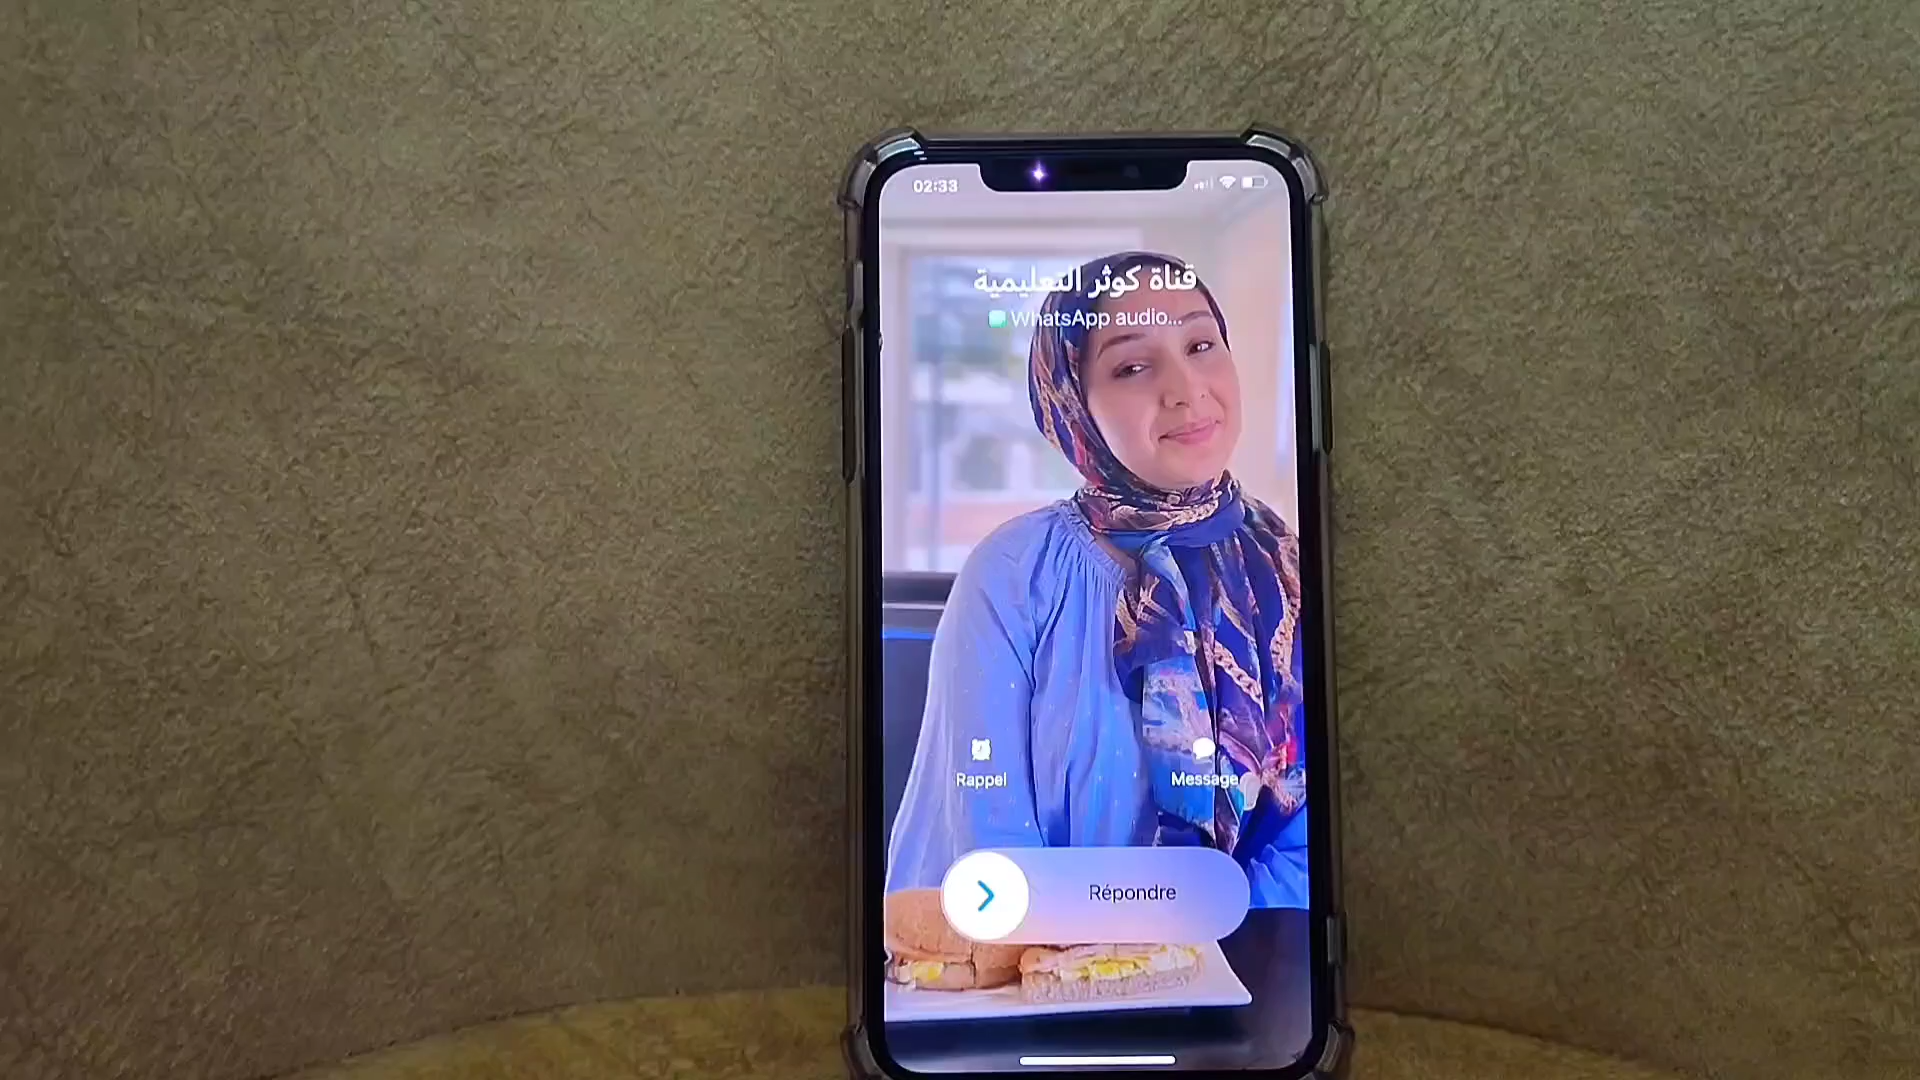 02:33
قناة كوثر التعليمية
WhatsApp audio...
Rappel
Message
Répondre